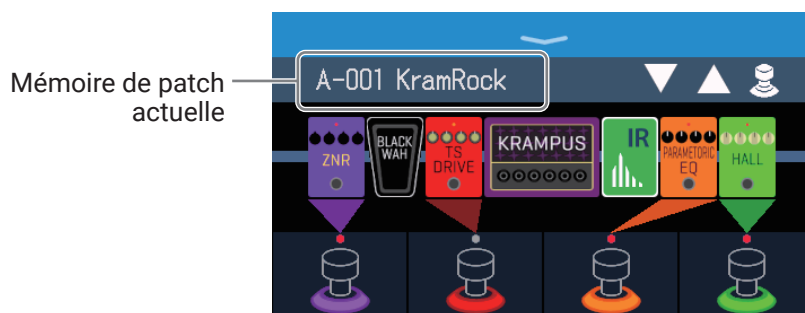 Mémoire de patch
actuelle
A-001 KramRock
ZNR
BLACK
WAH
TS
DRIVE
KRAMPUS
IR
PARAMETORIC
EQ
HALL